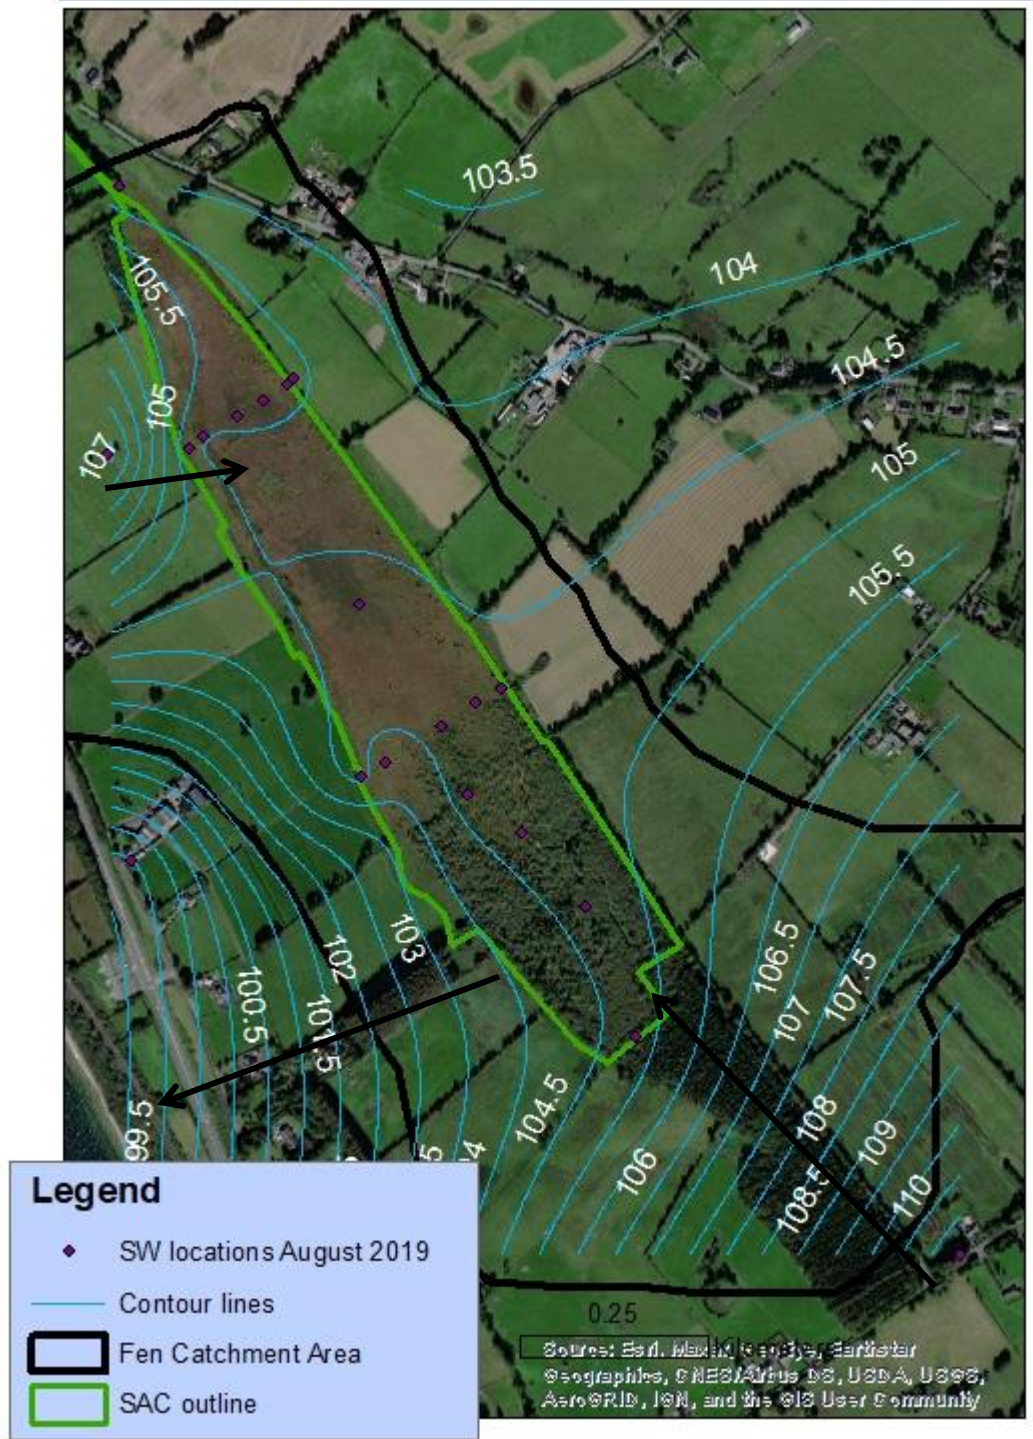 103.5
104
105.5
104.5
105
107
105
105.5
103
102
106.5
107.5
100.5
107
101.5
104.5
108
99.5
109
106
108.5
110
Legend
SW locations August 2019
Contour lines
Fen Catchment Area
SAC outline
0.25
Source: Esri, Maxar, Earthstar
Geographics, CNES/Airbus DS, USDA, USGS,
AeroGRID, IGN, and the GIS User Community